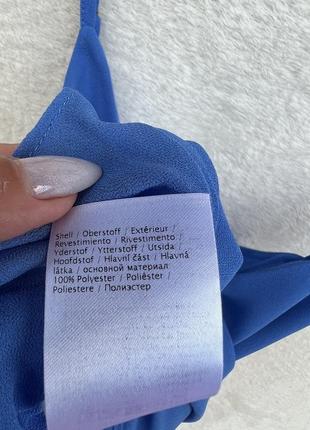 Shell / Oberstoff / Extérieur /
Revestimiento / Rivestimento /
Yderstof / Ytterstoff / Utsida /
Hoofdstof / Hlavní část / Hlavná
látka / основной материал
100% Polyester / Poliéster /
Poliestere / Полиэстер